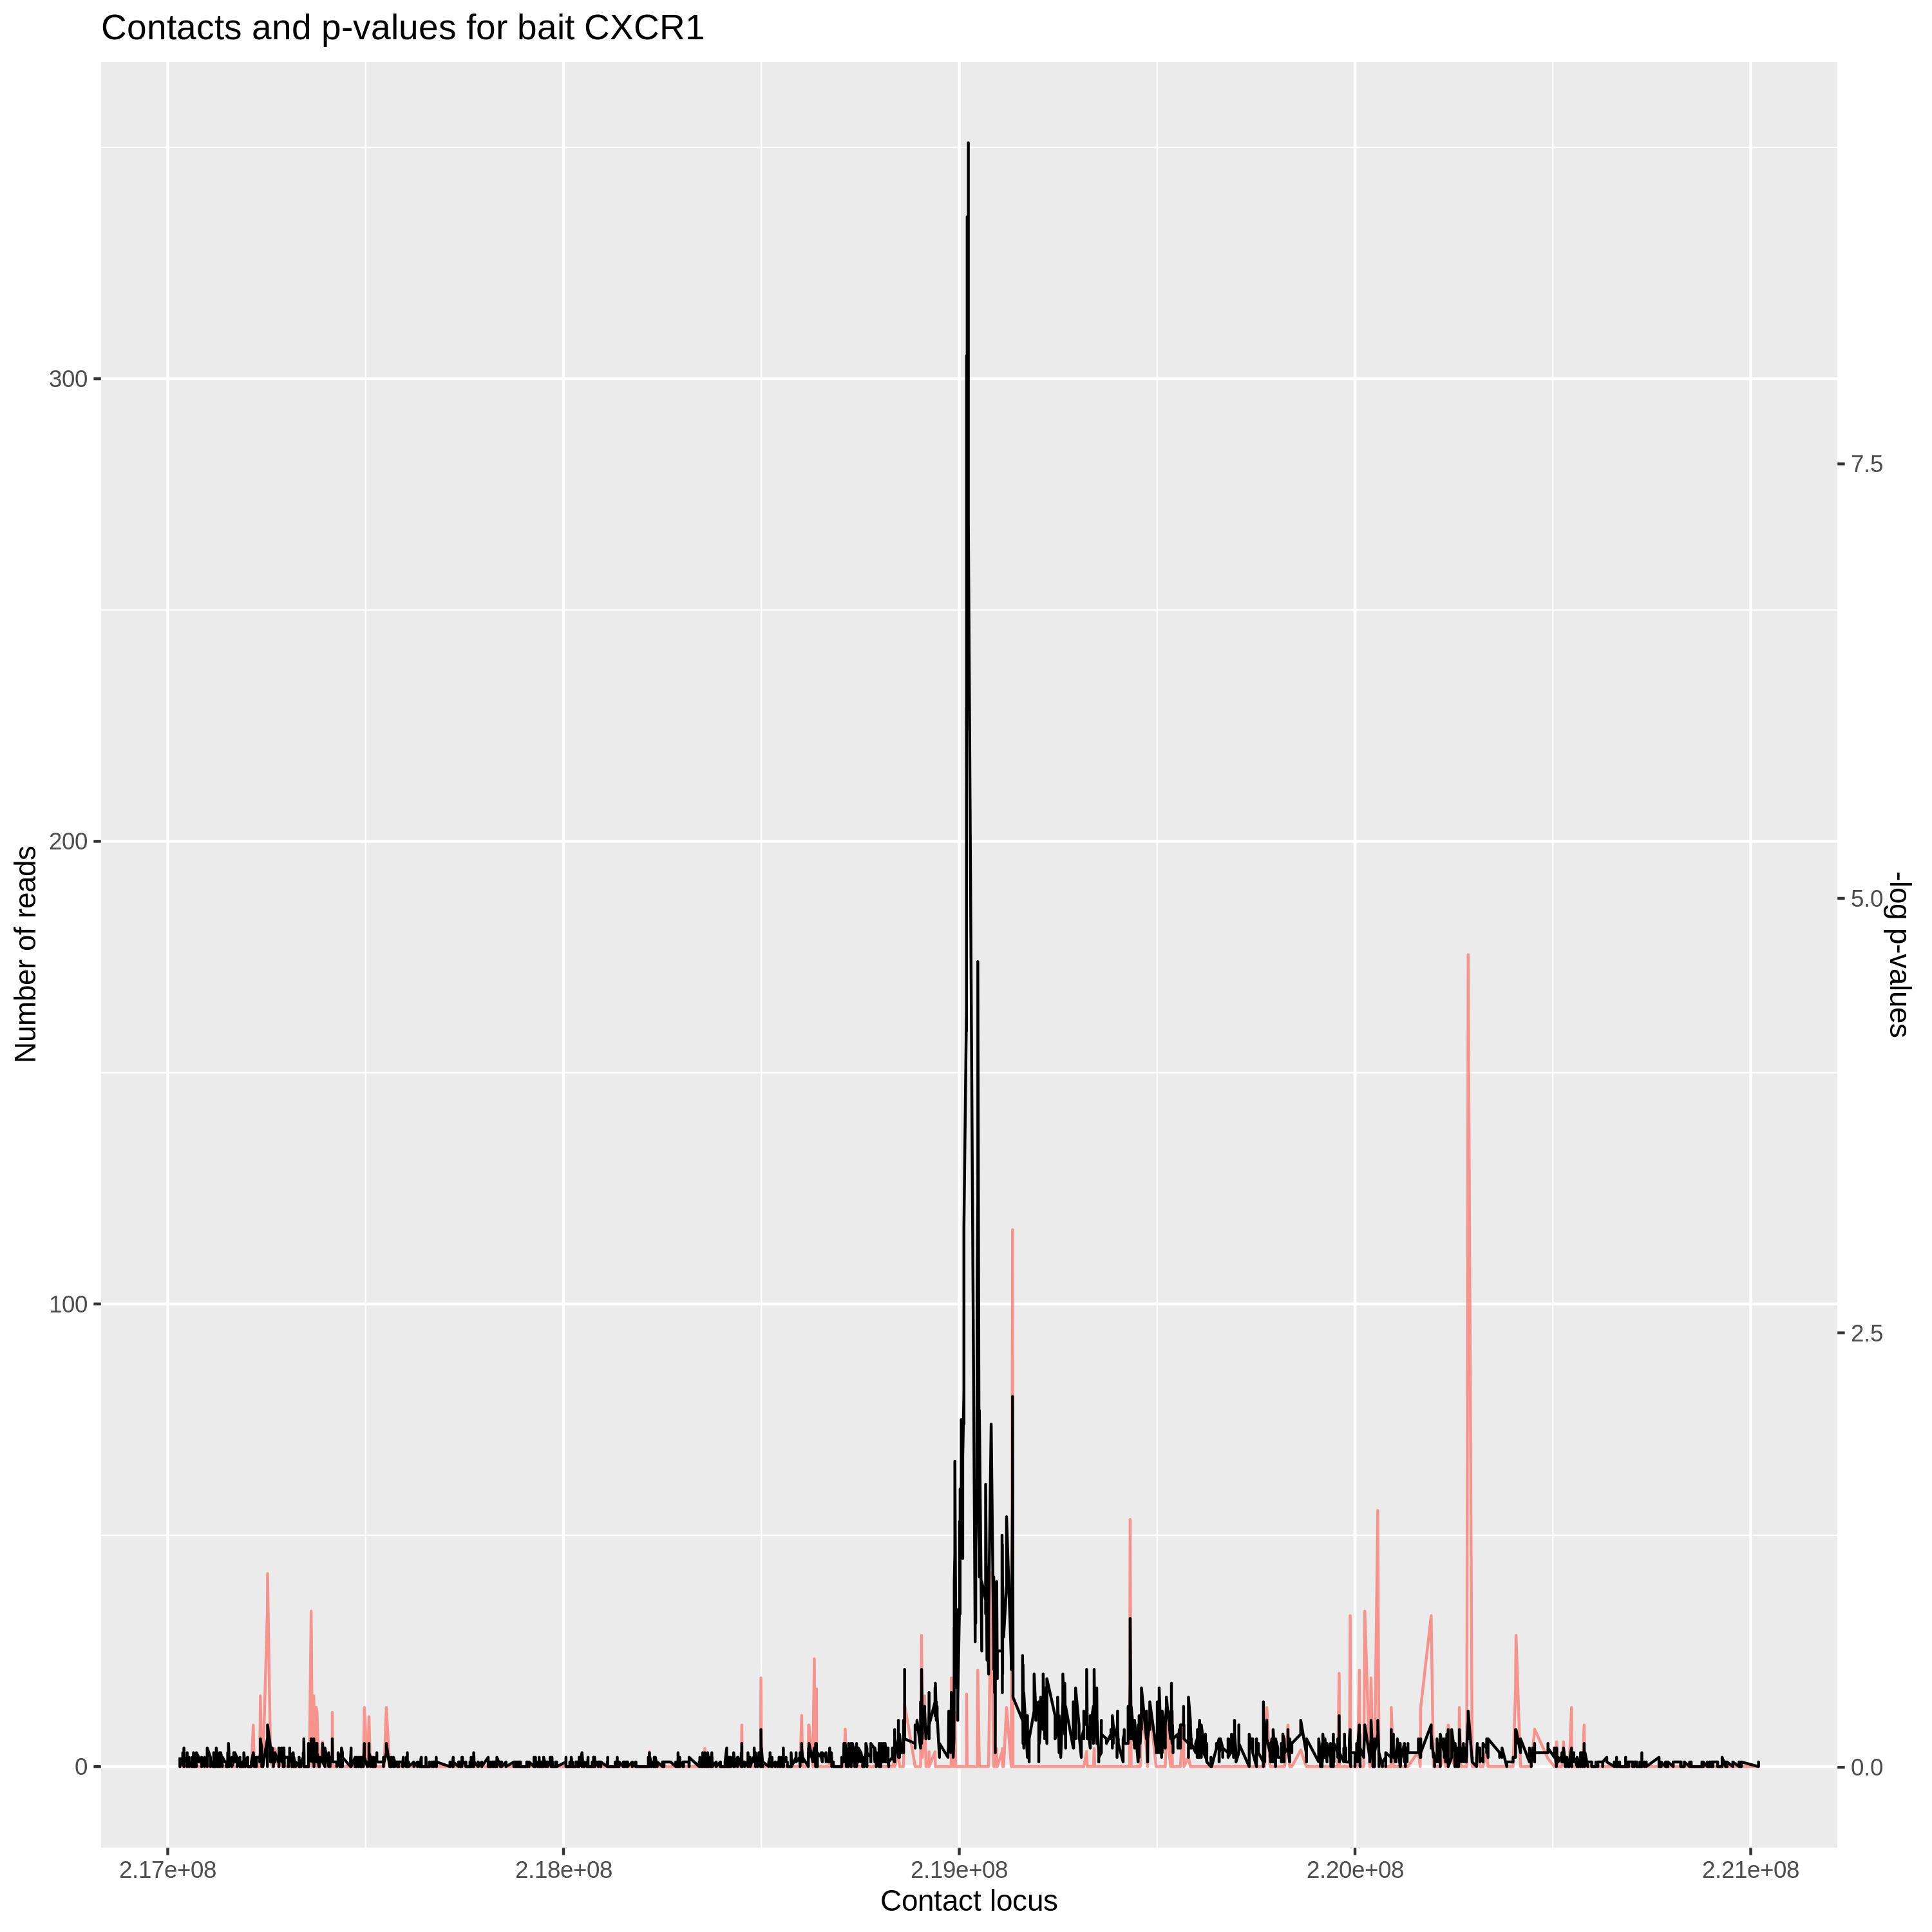 Contacts and p-values for bait CXCR1
300
200
100
0
Number of reads
7.5
5.0
2.5
0.0
-log p-values
2.17e+08 2.18e+08 2.19e+08 2.20e+08 2.21e+08
Contact locus